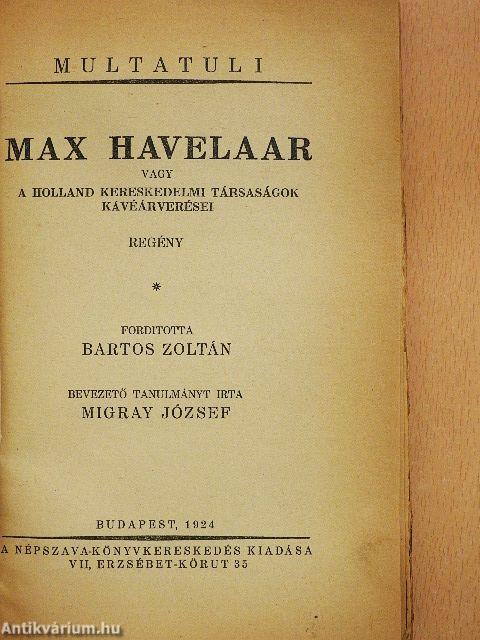 MULTATULI
MAX HAVELAAR
VAGY
A HOLLAND KERESKEDELMI TÁRSASÁGOK
KÁVÉÁRVERÉSEI
REGÉNY
*
FORDITOTTA
BARTOS ZOLTÁN
BEVEZETŐ TANULMÁNYT IRTA
MIGRAY JÓZSEF
BUDAPEST, 1924
A NÉPSZAVA-KÖNYVKERESKEDÉS KIADÁSA
VII, ERZSÉBET-KÖRUT 35
Antikvárium.hu